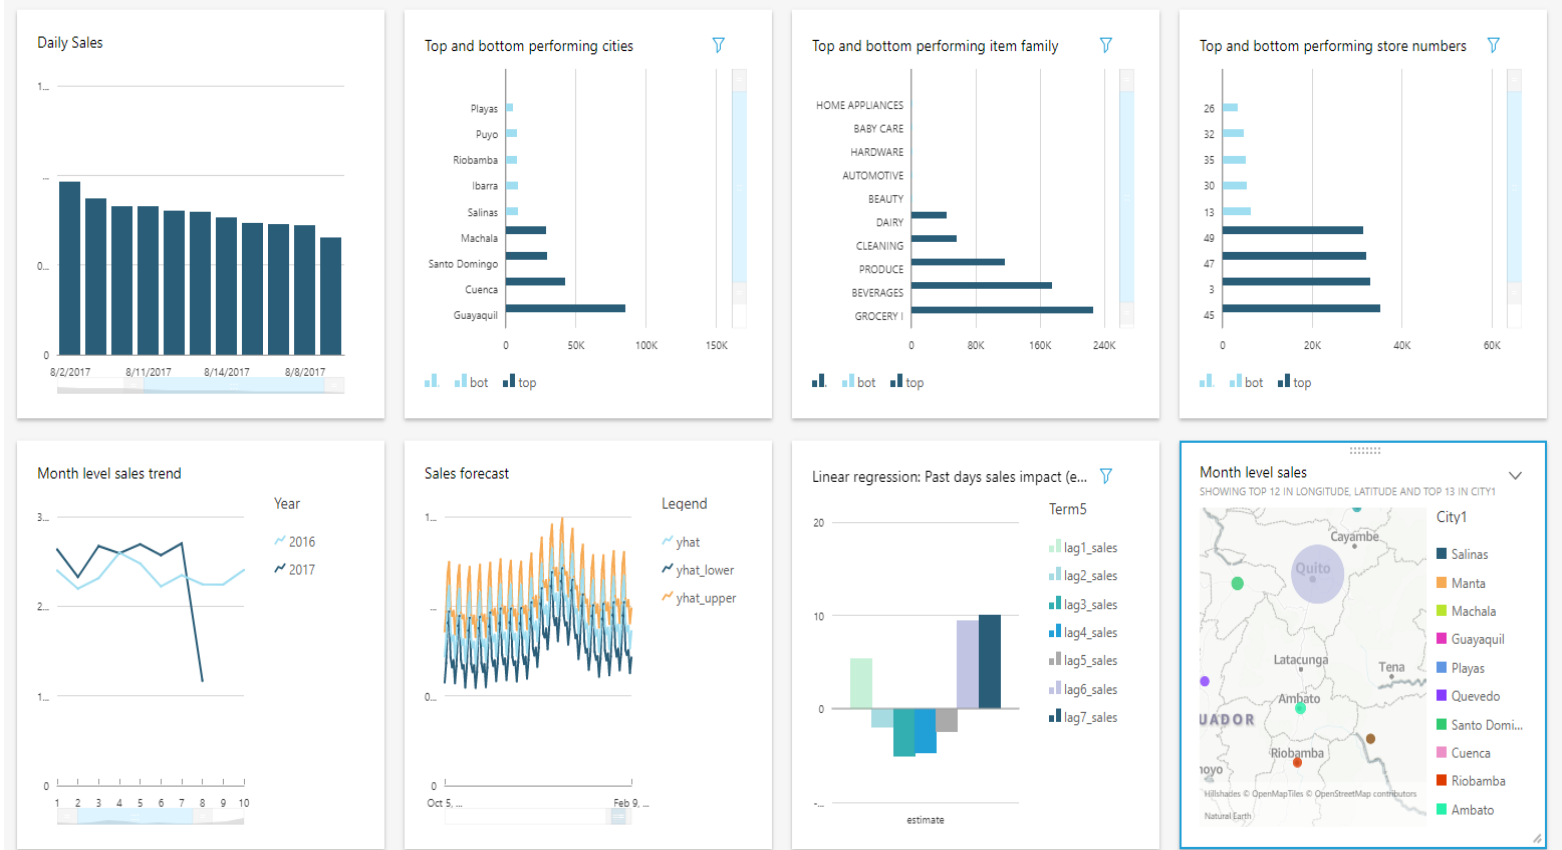 Daily Sales
1...
...
0...
0
8/2/2017 8/11/2017 8/14/2017 8/8/2017
Top and bottom performing cities
Playas
Puyo
Riobamba
Ibarra
Salinas
Machala
Santo Domingo
Cuenca
Guayaquil
0 50K 100K 150K
bot top
Top and bottom performing item family
HOME APPLIANCES
BABY CARE
HARDWARE
AUTOMOTIVE
BEAUTY
DAIRY
CLEANING
PRODUCE
BEVERAGES
GROCERY I
0 80K 160K 240K
bot top
Top and bottom performing store numbers
26
32
35
30
13
49
47
3
45
0 20K 40K 60K
bot top
Month level sales trend
3...
2...
1...
0
1 2 3 4 5 6 7 8 9 10
Year
2016
2017
Sales forecast
1...
...
0...
0
Oct 5, ... Feb 9, ...
Legend
yhat
yhat_lower
yhat_upper
Linear regression: Past days sales impact (e...
20
10
0
-...
estimate
Term5
lag1_sales
lag2_sales
lag3_sales
lag4_sales
lag5_sales
lag6_sales
lag7_sales
Month level sales
SHOWING TOP 12 IN LONGITUDE, LATITUDE AND TOP 13 IN CITY1
Cayambe
Quito
Latacunga
Tena
Ambato
UADOR
Riobamba
noyo
Hillshades © OpenMapTiles © OpenStreetMap contributors
Natural Earth
City1
Salinas
Manta
Machala
Guayaquil
Playas
Quevedo
Santo Domi...
Cuenca
Riobamba
Ambato